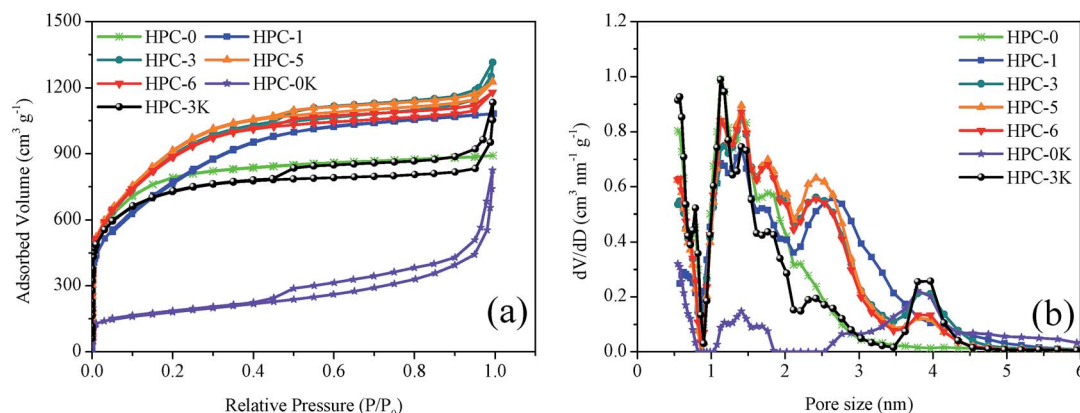 1500
1200
900
600
300
0
0.0 0.2 0.4 0.6 0.8 1.0
Adsorbed Volume (cm³ g⁻¹)
Relative Pressure (P/P₀)
HPC-0 HPC-1
HPC-3 HPC-5
HPC-6 HPC-0K
HPC-3K
(a)
1.2
1.0
0.8
0.6
0.4
0.2
0.0
0 1 2 3 4 5 6
dV/dD (cm³ nm⁻¹ g⁻¹)
Pore size (nm)
HPC-0
HPC-1
HPC-3
HPC-5
HPC-6
HPC-0K
HPC-3K
(b)